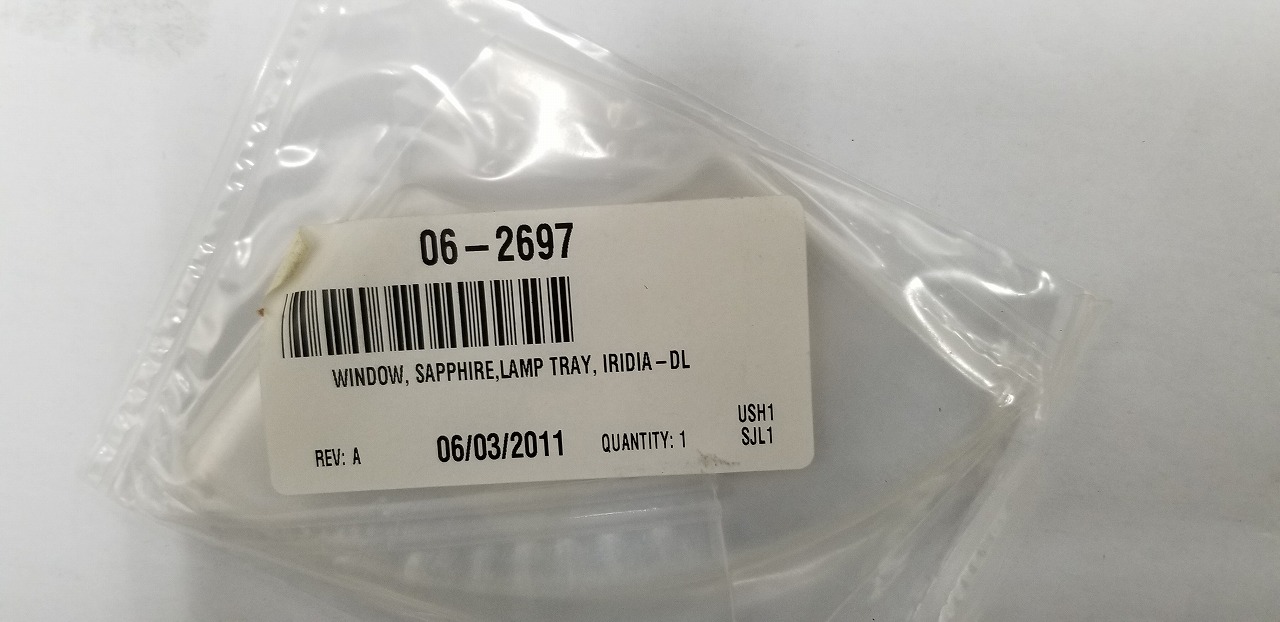 06-2697
WINDOW, SAPPHIRE,LAMP TRAY, IRIDIA-DL
USH1
REV: A 06/03/2011 QUANTITY: 1 SJL1